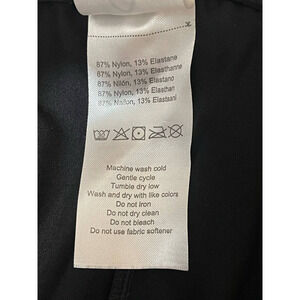 87% Nylon, 13% Elastane
87% Nylon, 13% Elasthanne
87% Nilón, 13% Elastano
87% Nylon, 13% Elasthan
87% Nailon, 13% Elastaani
Machine wash cold
Gentle cycle
Tumble dry low
Wash and dry with like colors
Do not iron
Do not dry clean
Do not bleach
Do not use fabric softener